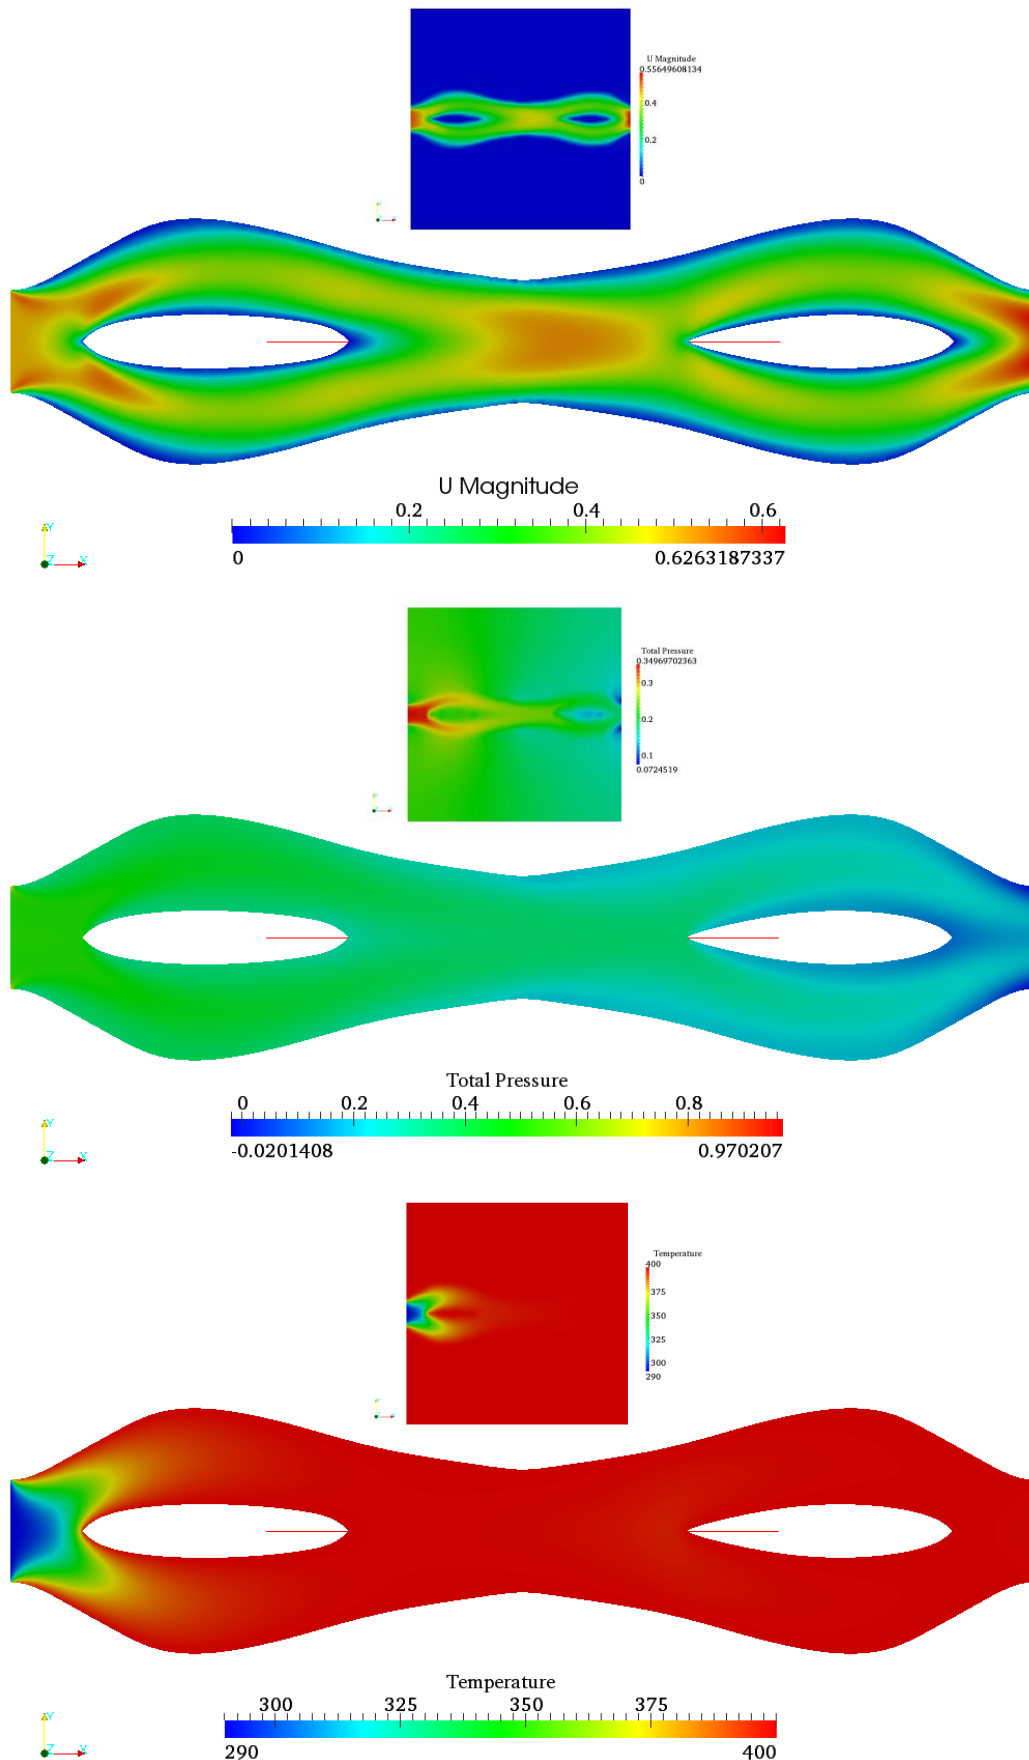 U Magnitude
0.55649608134
0.4
0.2
0
U Magnitude
0.2 0.4 0.6
0 0.6263187337
Y
Z X
Total Pressure
0.34969702363
0.3
0.2
0.1
0.0724519
Total Pressure
0 0.2 0.4 0.6 0.8
-0.0201408 0.970207
Y
Z X
Temperature
400
375
350
325
300
290
Temperature
300 325 350 375
290 400
Y
Z X